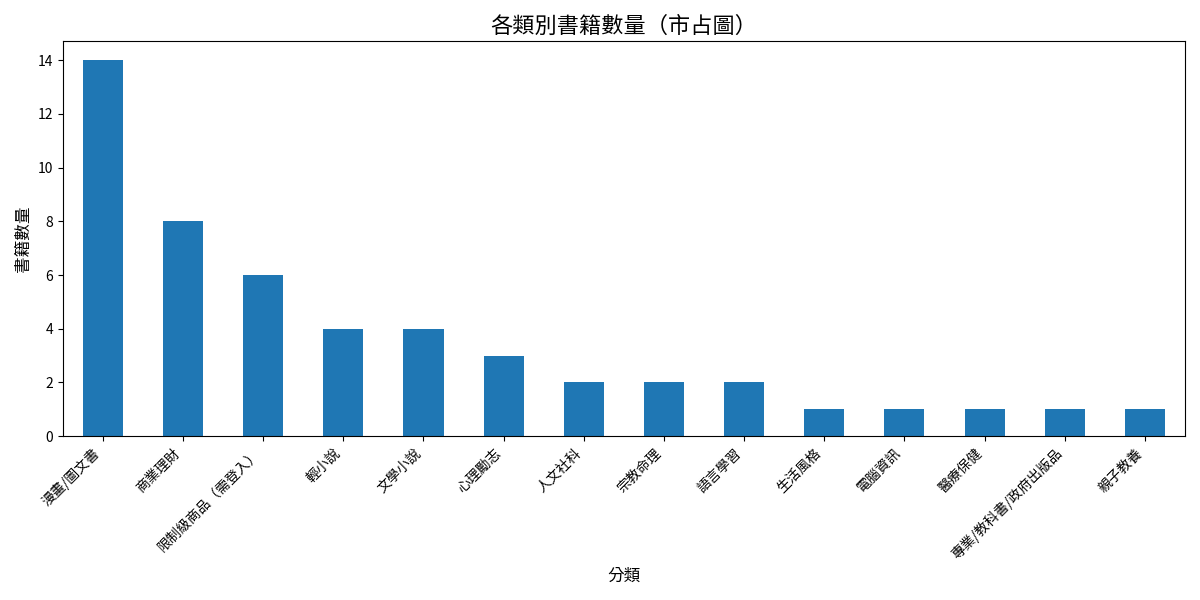 各類別書籍數量（市占圖）
書籍數量
14
12
10
8
6
4
2
0
漫畫/圖文書
商業理財
限制級商品（需登入）
輕小說
文學小說
心理勵志
人文社科
宗教命理
語言學習
生活風格
電腦資訊
醫療保健
專業/教科書/政府出版品
親子教養
分類